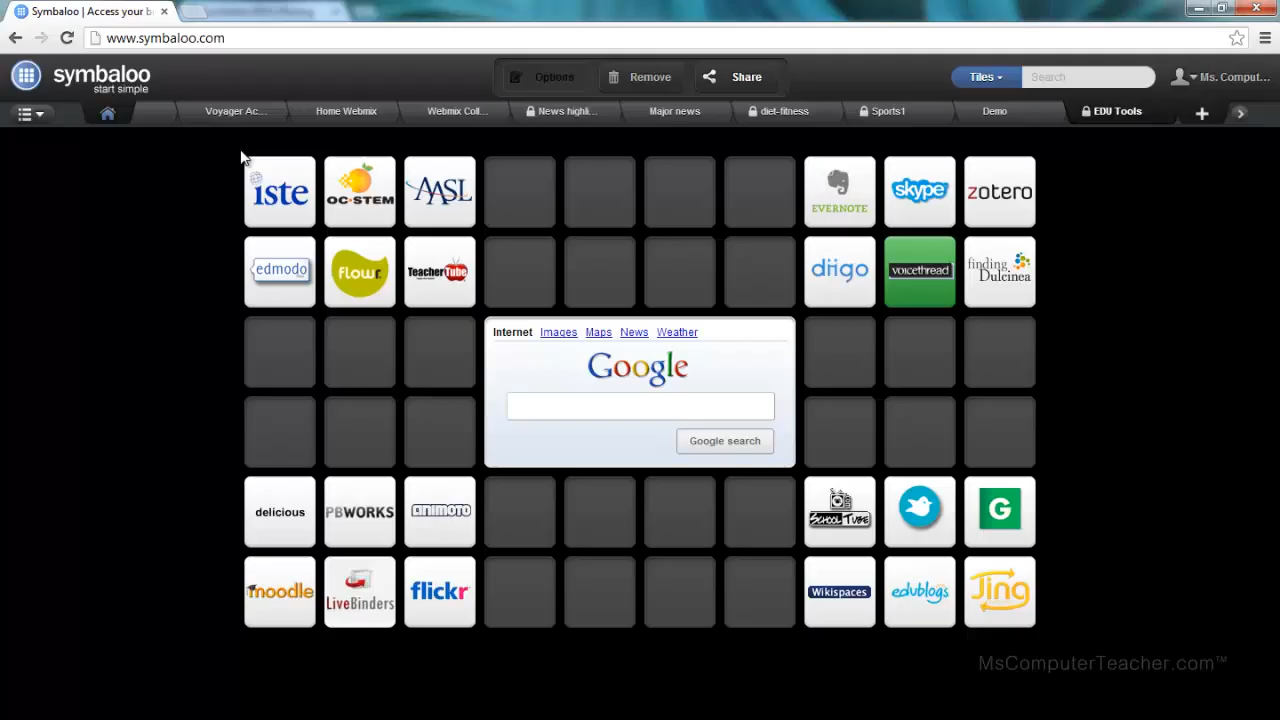 Symbaloo | Access your b
www.symbaloo.com
symbaloo
start simple
Options
Remove
Share
Tiles
Search
Ms. Comput...
Voyager Ac...
Home Webmix
Webmix Coll...
News highli...
Major news
diet-fitness
Sports1
Demo
EDU Tools
iste
OC-STEM
AASL
EVERNOTE
skype
zotero
edmodo
flowr
TeacherTube
diigo
voicethread
finding
Dulcinea
Internet Images Maps News Weather
Google
Google search
delicious
PBWORKS
animoto
SCHOOLTUBE
G
moodle
LiveBinders
flickr
Wikispaces
edublogs
Jing
MsComputerTeacher.com™